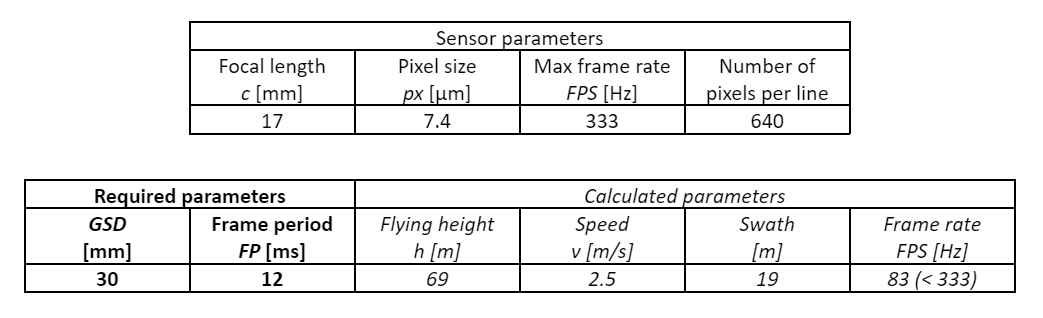 Sensor parameters
Focal length Pixel size Max frame rate Number of
c [mm] px [μm] FPS [Hz] pixels per line
17 7.4 333 640
Required parameters Calculated parameters
GSD Frame period Flying height Speed Swath Frame rate
[mm] FP [ms] h [m] v [m/s] [m] FPS [Hz]
30 12 69 2.5 19 83 (< 333)